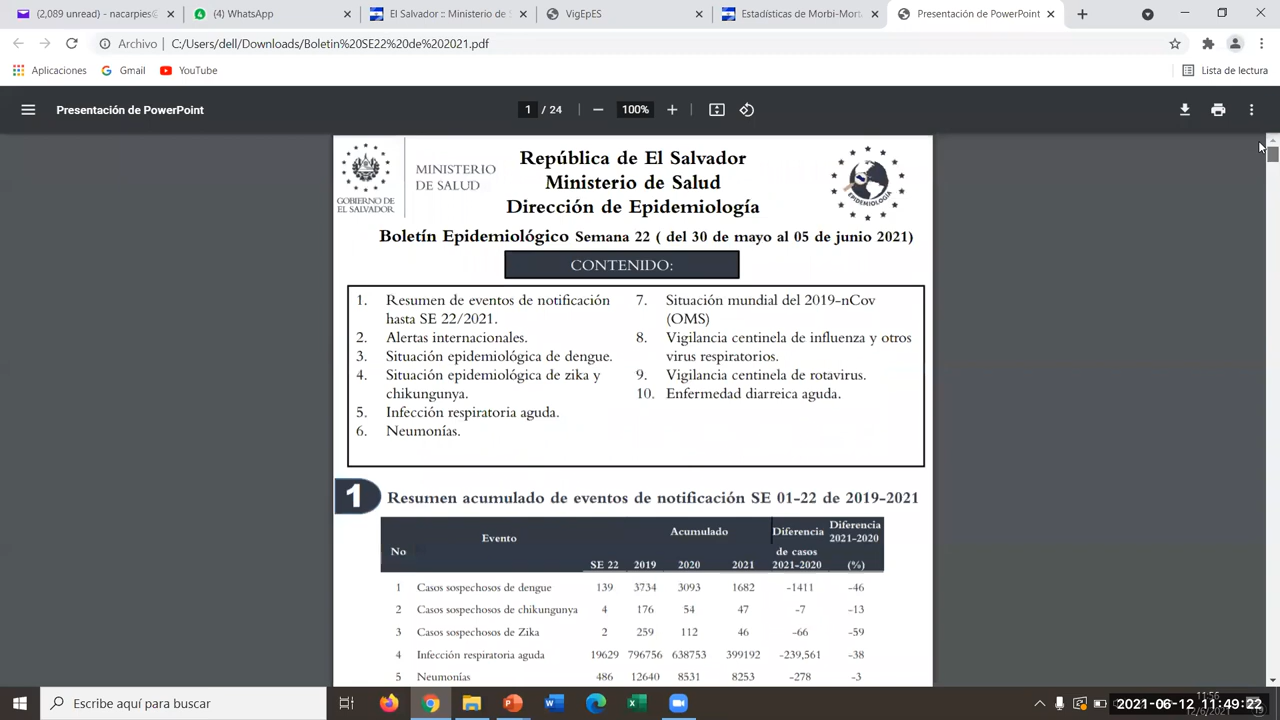 (2,089 unread) - nacarpies@
(4) WhatsApp
El Salvador :: Ministerio de S
VigEpES
Estadísticas de Morbi-Mort
Presentación de PowerPoint
Archivo
C:/Users/dell/Downloads/Boletin%20SE22%20de%202021.pdf
Aplicaciones
Gmail
YouTube
Lista de lectura
Presentación de PowerPoint
1 / 24
100%
GOBIERNO DE
EL SALVADOR
MINISTERIO
DE SALUD
República de El Salvador
Ministerio de Salud
Dirección de Epidemiología
EPIDEMIOLOGÍA
Boletín Epidemiológico Semana 22 ( del 30 de mayo al 05 de junio 2021)
CONTENIDO:
1. Resumen de eventos de notificación
hasta SE 22/2021.
2. Alertas internacionales.
3. Situación epidemiológica de dengue.
4. Situación epidemiológica de zika y
chikungunya.
5. Infección respiratoria aguda.
6. Neumonías.
7. Situación mundial del 2019-nCov
(OMS)
8. Vigilancia centinela de influenza y otros
virus respiratorios.
9. Vigilancia centinela de rotavirus.
10. Enfermedad diarreica aguda.
1
Resumen acumulado de eventos de notificación SE 01-22 de 2019-2021
No Evento SE 22 Acumulado 2019 2020 2021 Diferencia de casos 2021-2020 Diferencia 2021-2020 (%)
1 Casos sospechosos de dengue 139 3734 3093 1682 -1411 -46
2 Casos sospechosos de chikungunya 4 176 54 47 -7 -13
3 Casos sospechosos de Zika 2 259 112 46 -66 -59
4 Infección respiratoria aguda 19629 796756 638753 399192 -239,561 -38
5 Neumonías 486 12640 8531 8253 -278 -3
Escribe aquí para buscar
11:56
2021-06-12 11:49:22
12/6/2021